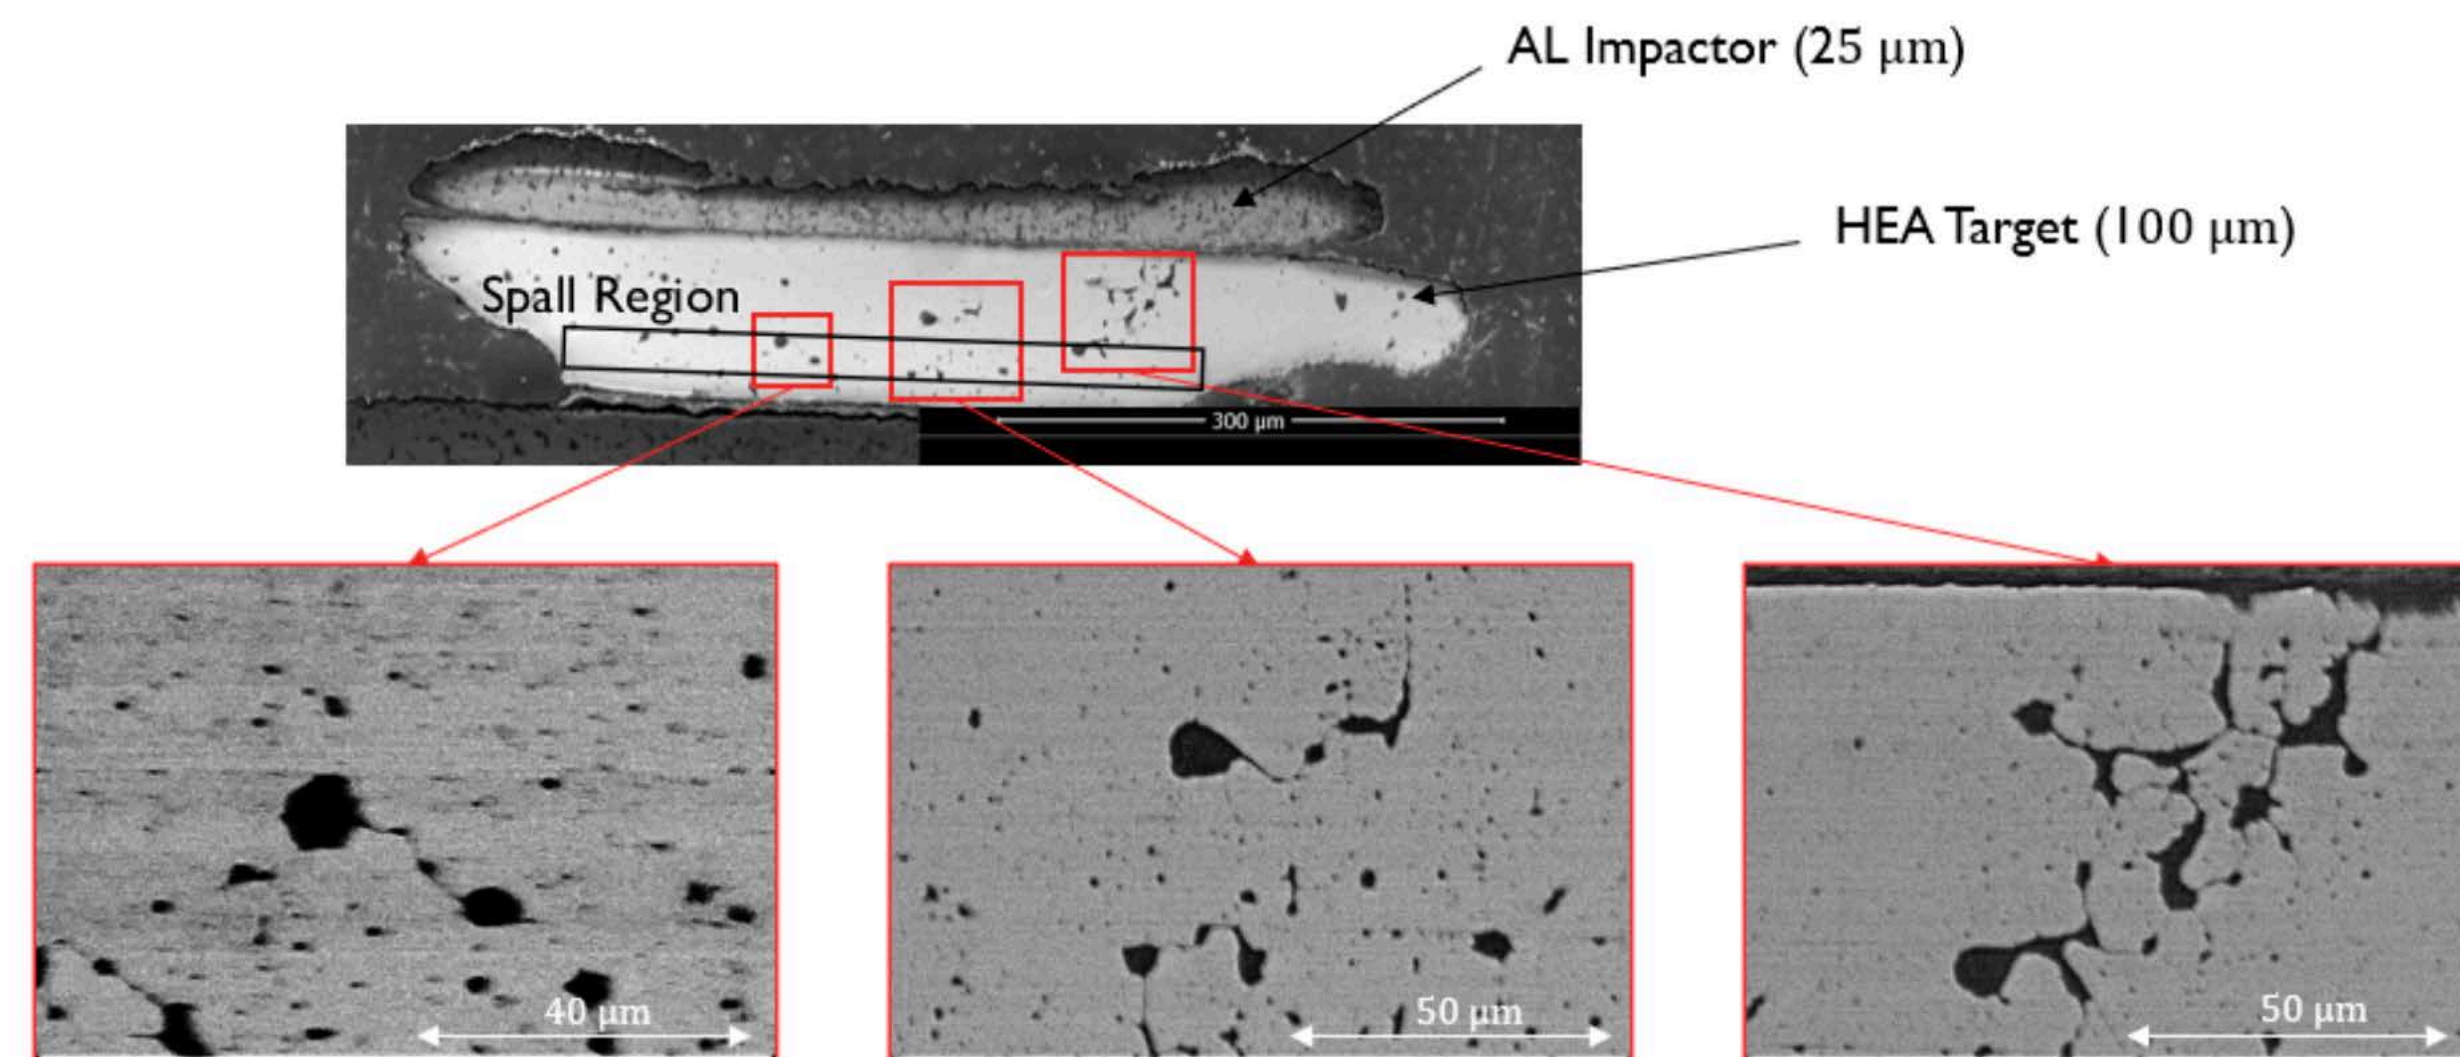 AL Impactor (25 μm)
HEA Target (100 μm)
Spall Region
300 μm
40 μm
50 μm
50 μm